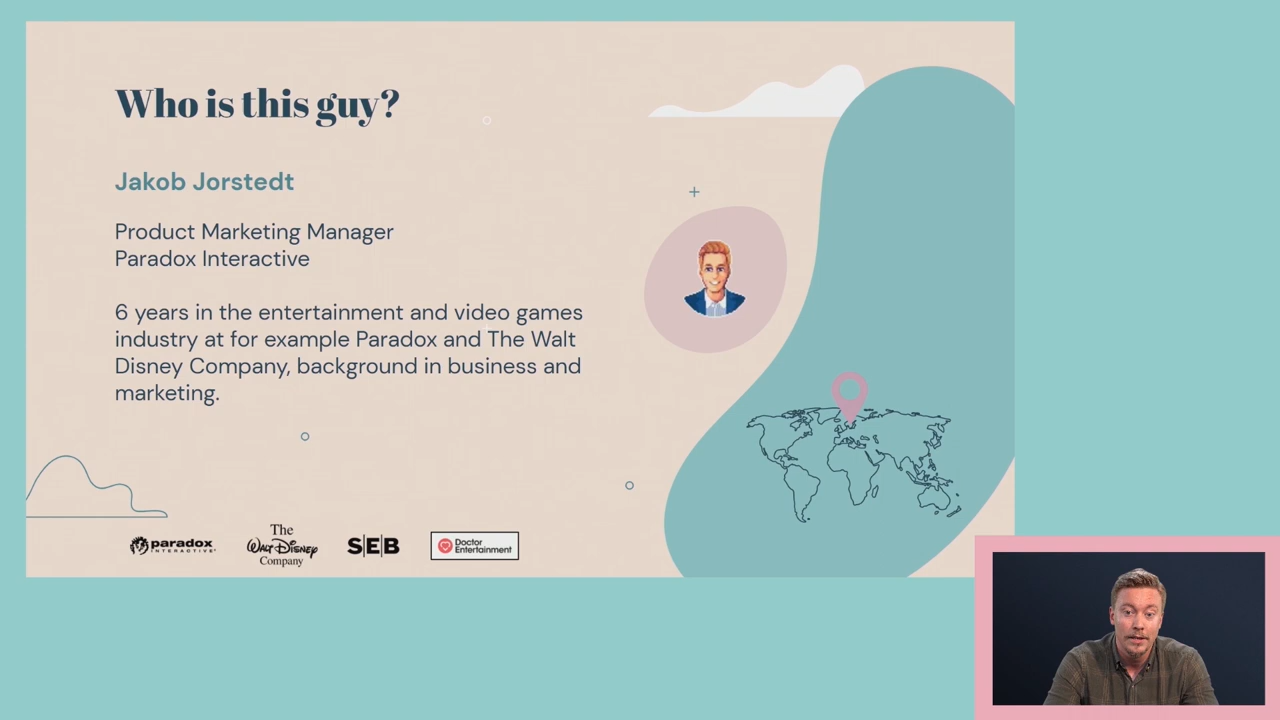 Who is this guy?
Jakob Jorstedt
Product Marketing Manager
Paradox Interactive
6 years in the entertainment and video games
industry at for example Paradox and The Walt
Disney Company, background in business and
marketing.
paradox
INTERACTIVE
The
WALT DISNEY
Company
S|E|B
Doctor
Entertainment